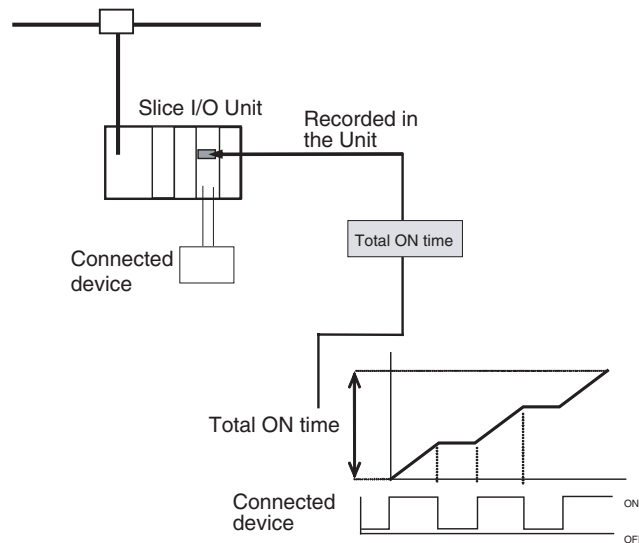 Slice I/O Unit
Recorded in
the Unit
Total ON time
Connected
device
Total ON time
Connected
device
ON